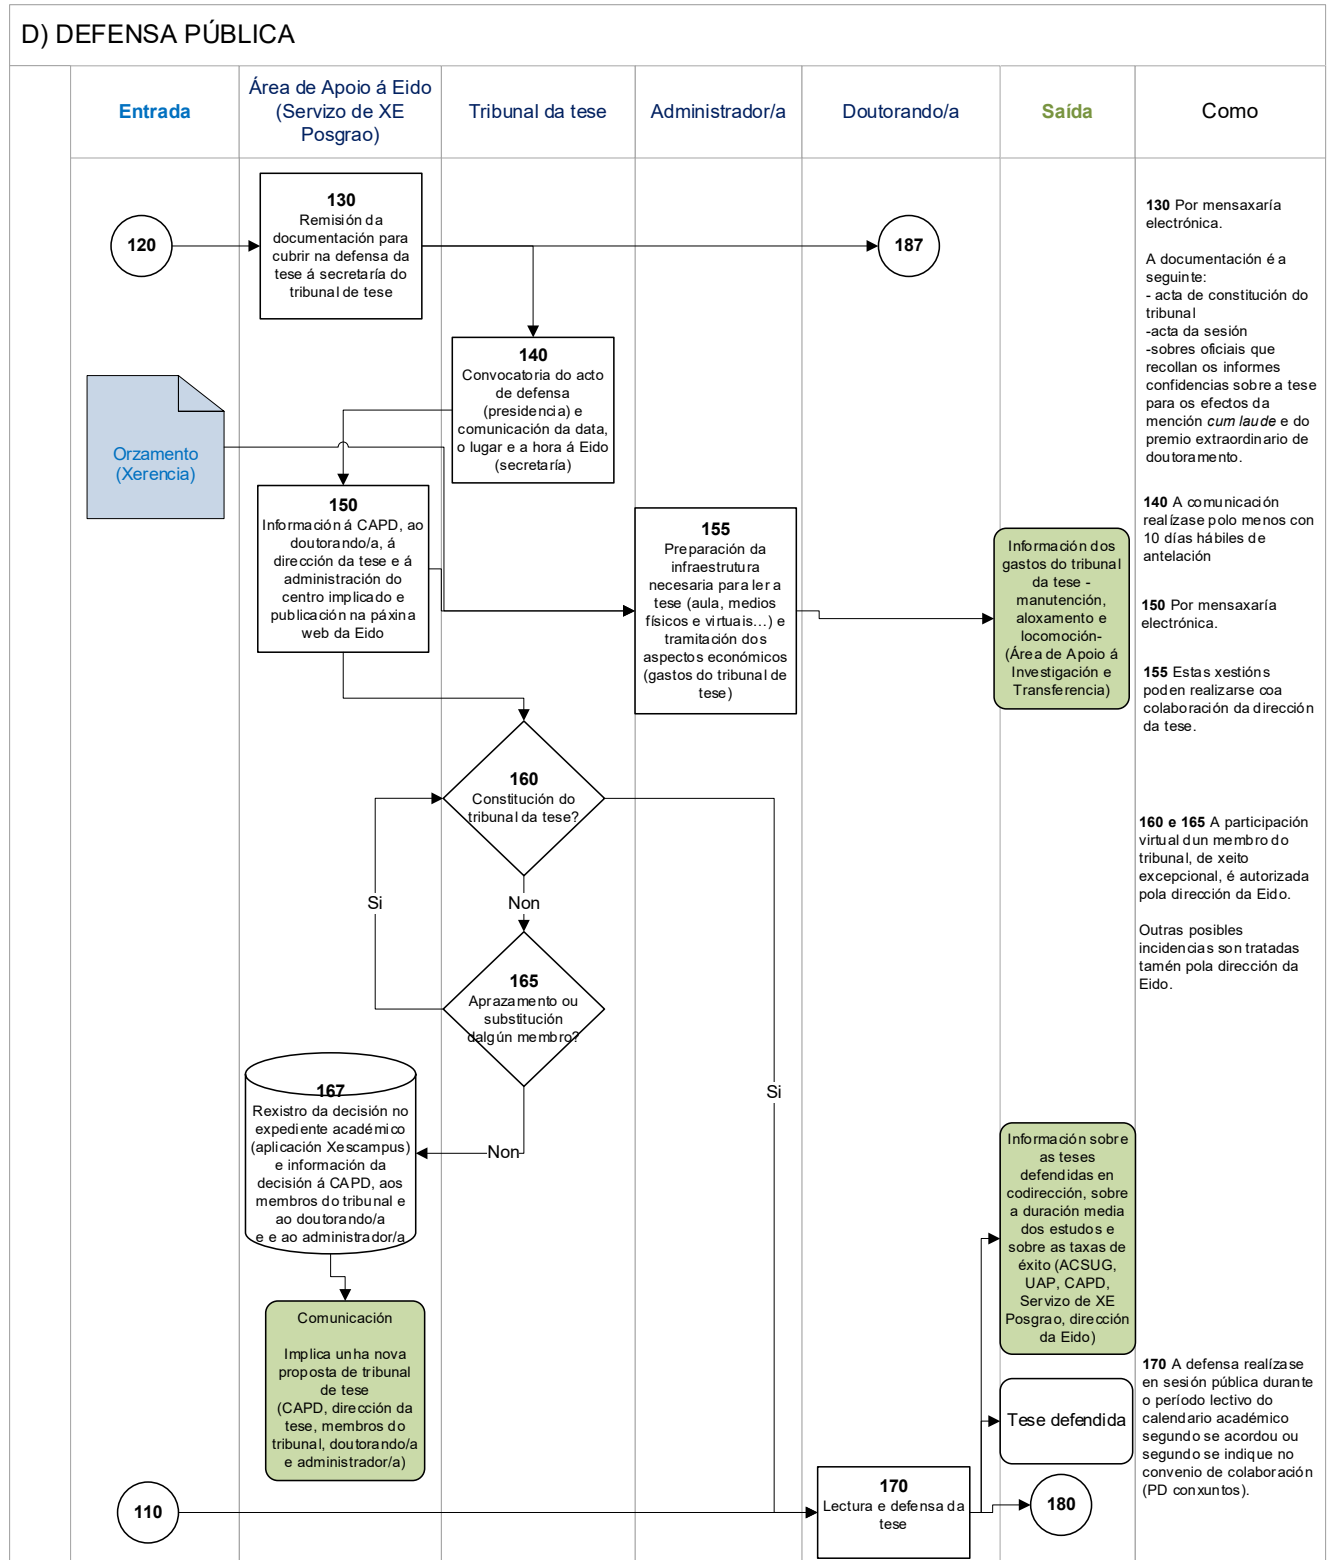 D) DEFENSA PÚBLICA
Entrada
Área de Apoio á Eido
(Servizo de XE
Posgrao)
Tribunal da tese
Administrador/a
Doutorando/a
Saída
Como
120
130
Remisión da
documentación para
cubrir na defensa da
tese á secretaría do
tribunal de tese
187
140
Convocatoria do acto
de defensa
(presidencia) e
comunicación da data,
o lugar e a hora á Eido
(secretaría)
Orzamento
(Xerencia)
150
Información á CAPD, ao
doutorando/a, á
dirección da tese e á
administración do
centro implicado e
publicación na páxina
web da Eido
155
Preparación da
infraestrutura
necesaria para ler a
tese (aula, medios
físicos e virtuais...) e
tramitación dos
aspectos económicos
(gastos do tribunal de
tese)
Información dos
gastos do tribunal
da tese -
manutención,
aloxamento e
locomoción-
(Área de Apoio á
Investigación e
Transferencia)
160
Constitución do
tribunal da tese?
Si
Non
165
Aprazamento ou
substitución
dalgún membro?
Si
Non
167
Rexistro da decisión no
expediente académico
(aplicación Xescampus)
e información da
decisión á CAPD, aos
membros do tribunal e
ao doutorando/a
e e ao administrador/a
Comunicación
Implica unha nova
proposta de tribunal
de tese
(CAPD, dirección da
tese, membros do
tribunal, doutorando/a
e administrador/a)
110
170
Lectura e defensa da
tese
Información sobre
as teses
defendidas en
codirección, sobre
a duración media
dos estudos e
sobre as taxas de
éxito (ACSUG,
UAP, CAPD,
Servizo de XE
Posgrao, dirección
da Eido)
Tese defendida
180
130 Por mensaxaría
electrónica.
A documentación é a
seguinte:
- acta de constitución do
tribunal
-acta da sesión
-sobres oficiais que
recollan os informes
confidencias sobre a tese
para os efectos da
mención cum laude e do
premio extraordinario de
doutoramento.
140 A comunicación
realízase polo menos con
10 días hábiles de
antelación
150 Por mensaxaría
electrónica.
155 Estas xestións
poden realizarse coa
colaboración da dirección
da tese.
160 e 165 A participación
virtual dun membro do
tribunal, de xeito
excepcional, é autorizada
pola dirección da Eido.
Outras posibles
incidencias son tratadas
tamén pola dirección da
Eido.
170 A defensa realízase
en sesión pública durante
o período lectivo do
calendario académico
segundo se acordou ou
segundo se indique no
convenio de colaboración
(PD conxuntos).